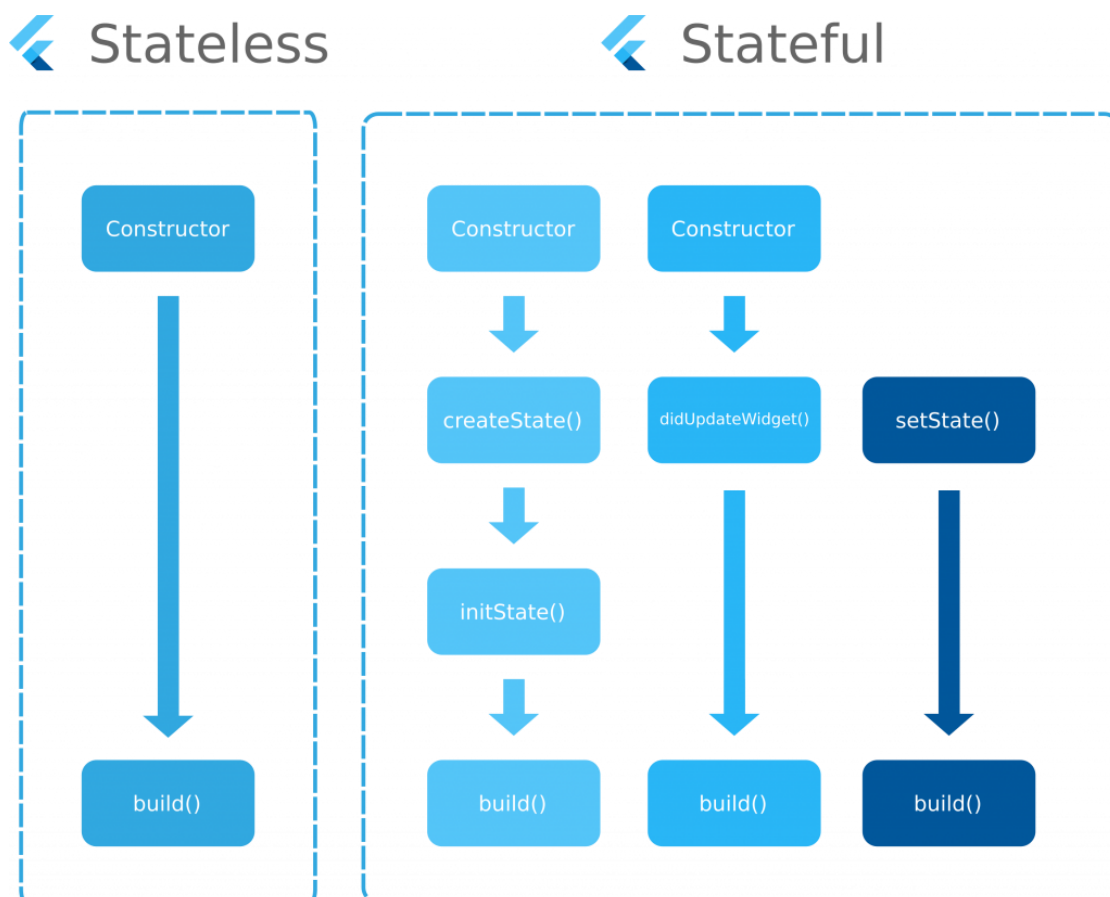 Stateless
Stateful
Constructor
build()
Constructor
createState()
initState()
build()
Constructor
didUpdateWidget()
build()
setState()
build()